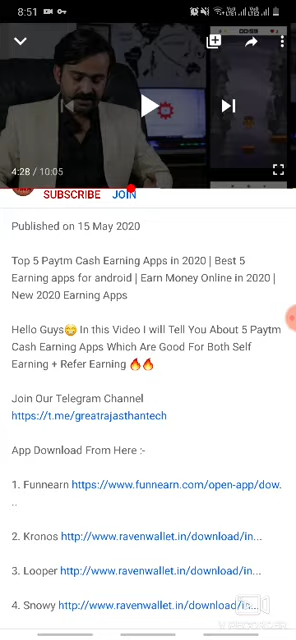 8:51
4:28 / 10:05
SUBSCRIBE JOIN
Published on 15 May 2020
Top 5 Paytm Cash Earning Apps in 2020 | Best 5
Earning apps for android | Earn Money Online in 2020 |
New 2020 Earning Apps
Hello Guys😁 In this Video I will Tell You About 5 Paytm
Cash Earning Apps Which Are Good For Both Self
Earning + Refer Earning 🔥🔥
Join Our Telegram Channel
https://t.me/greatrajasthantech
App Download From Here :-
1. Funnearn https://www.funnearn.com/open-app/dow.
..
2. Kronos http://www.ravenwallet.in/download/in...
3. Looper http://www.ravenwallet.in/download/in...
4. Snowy http://www.ravenwallet.in/download/in...